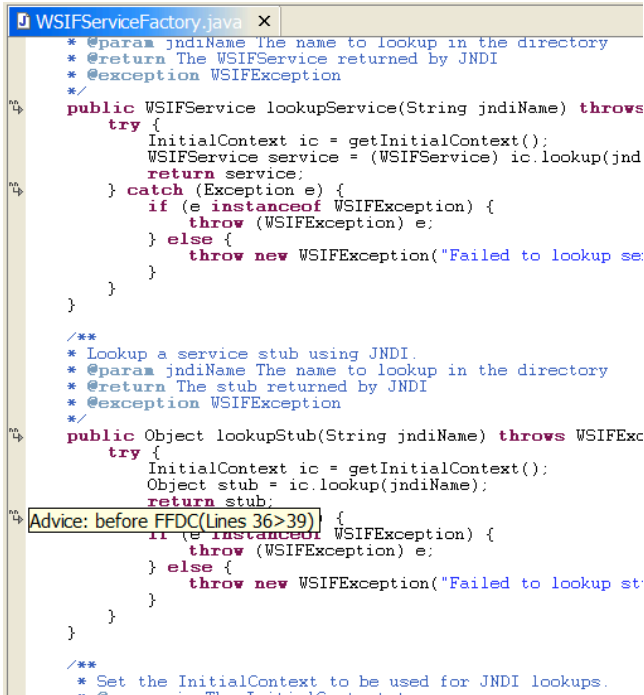 WSIFServiceFactory.java
* @param jndiName The name to lookup in the directory
* @return The WSIFService returned by JNDI
* @exception WSIFException
*/
public WSIFService lookupService(String jndiName) throws
try {
InitialContext ic = getInitialContext();
WSIFService service = (WSIFService) ic.lookup(jnd
return service;
} catch (Exception e) {
if (e instanceof WSIFException) {
throw (WSIFException) e;
} else {
throw new WSIFException("Failed to lookup se
}
}
}
/**
* Lookup a service stub using JNDI.
* @param jndiName The name to lookup in the directory
* @return The stub returned by JNDI
* @exception WSIFException
*/
public Object lookupStub(String jndiName) throws WSIFExc
try {
InitialContext ic = getInitialContext();
Object stub = ic.lookup(jndiName);
return stub;
Advice: before FFDC(Lines 36>39) {
if (e instanceof WSIFException) {
throw (WSIFException) e;
} else {
throw new WSIFException("Failed to lookup st
}
}
}
/**
* Set the InitialContext to be used for JNDI lookups.